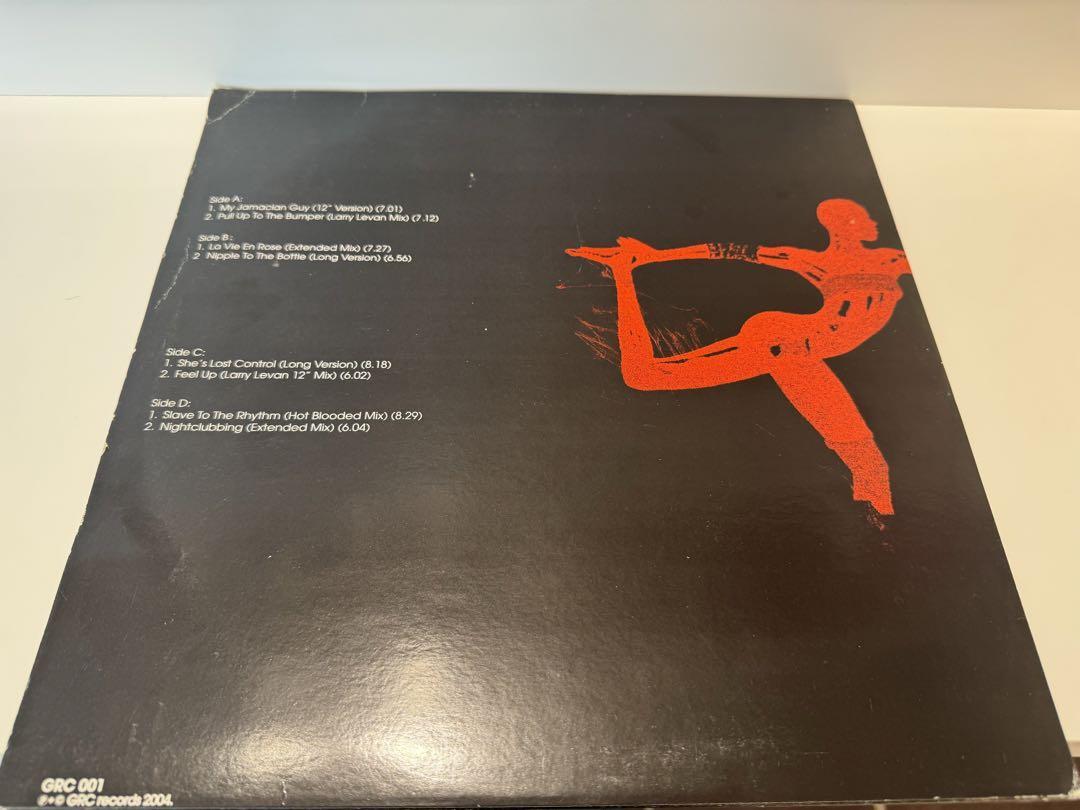 Side A:
1. My Jamacian Guy (12" Version) (7.01)
2. Pull Up To The Bumper (Larry Levan Mix) (7.12)
Side B:
1. La Vie En Rose (Extended Mix) (7.27)
2 Nipple To The Bottle (Long Version) (6.56)
Side C:
1. She's Lost Control (Long Version) (8.18)
2. Feel Up (Larry Levan 12" Mix) (6.02)
Side D:
1. Slave To The Rhythm (Hot Blooded Mix) (8.29)
2. Nightclubbing (Extended Mix) (6.04)
GRC 001
℗+© GRC records 2004.